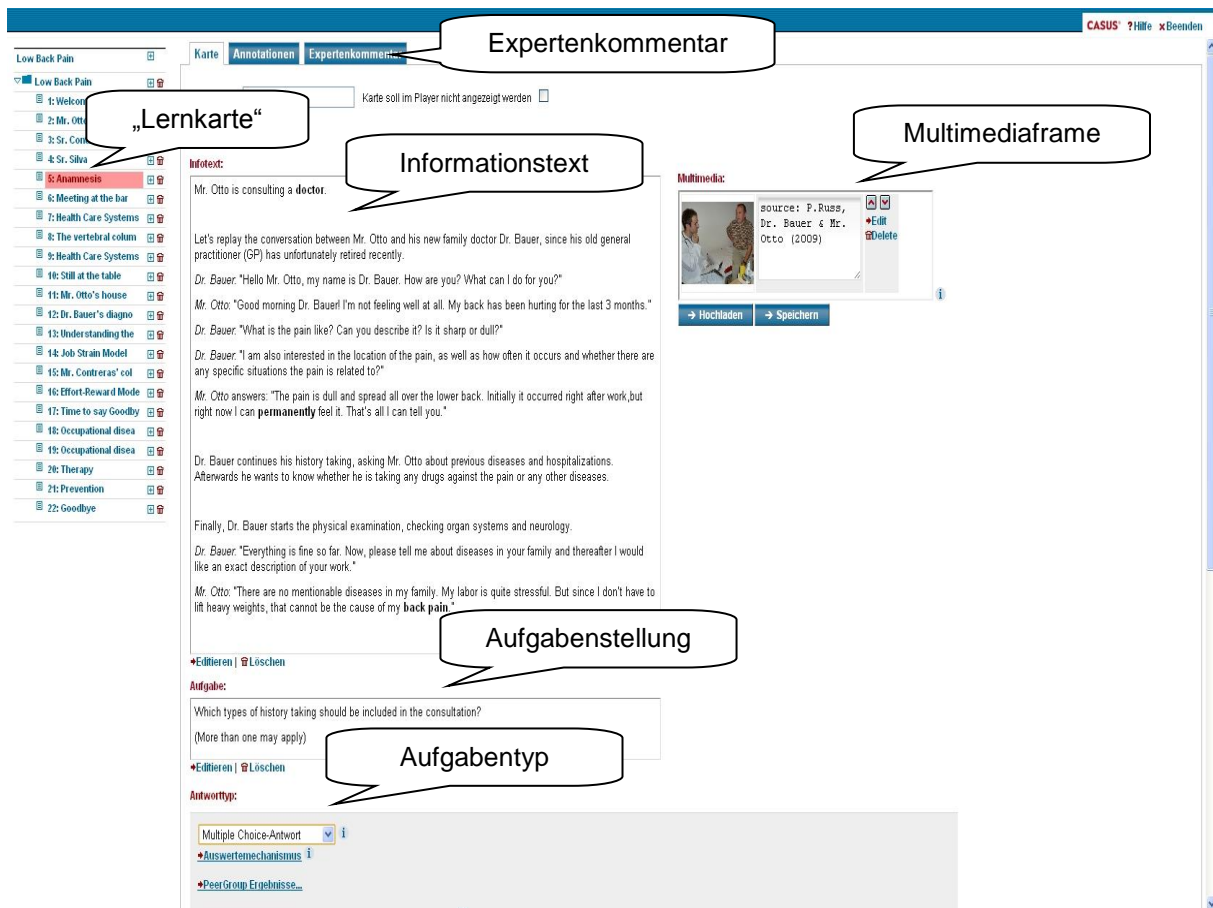 CASUS® ?Hilfe xBeenden
Expertenkommentar
Karte Annotationen Expertenkommentar
Low Back Pain
Low Back Pain
1: Welcom
2: Mr. Otto
3: Sr. Con
4: Sr. Silva
5: Anamnesis
6: Meeting at the bar
7: Health Care Systems
8: The vertebral colum
9: Health Care Systems
10: Still at the table
11: Mr. Otto's house
12: Dr. Bauer's diagno
13: Understanding the
14: Job Strain Model
15: Mr. Contreras' col
16: Effort-Reward Mode
17: Time to say Goodby
18: Occupational disea
19: Occupational disea
20: Therapy
21: Prevention
22: Goodbye
„Lernkarte“
Karte soll im Player nicht angezeigt werden
Informationstext
Multimediaframe
Infotext:
Mr. Otto is consulting a doctor.
Let's replay the conversation between Mr. Otto and his new family doctor Dr. Bauer, since his old general
practitioner (GP) has unfortunately retired recently.
Dr. Bauer: "Hello Mr. Otto, my name is Dr. Bauer. How are you? What can I do for you?"
Mr. Otto: "Good morning Dr. Bauer! I'm not feeling well at all. My back has been hurting for the last 3 months."
Dr. Bauer: "What is the pain like? Can you describe it? Is it sharp or dull?"
Dr. Bauer: "I am also interested in the location of the pain, as well as how often it occurs and whether there are
any specific situations the pain is related to?"
Mr. Otto answers: "The pain is dull and spread all over the lower back. Initially it occurred right after work,but
right now I can permanently feel it. That's all I can tell you."
Dr. Bauer continues his history taking, asking Mr. Otto about previous diseases and hospitalizations.
Afterwards he wants to know whether he is taking any drugs against the pain or any other diseases.
Finally, Dr. Bauer starts the physical examination, checking organ systems and neurology.
Dr. Bauer: "Everything is fine so far. Now, please tell me about diseases in your family and thereafter I would
like an exact description of your work."
Mr. Otto: "There are no mentionable diseases in my family. My labor is quite stressful. But since I don't have to
lift heavy weights, that cannot be the cause of my back pain."
Multimedia:
source: P.Russ,
Dr. Bauer & Mr.
Otto (2009)
Edit
Delete
Hochladen Speichern
Aufgabenstellung
Editieren | Löschen
Aufgabe:
Which types of history taking should be included in the consultation?
(More than one may apply)
Aufgabentyp
Editieren | Löschen
Antworttyp:
Multiple Choice-Antwort
Auswertemechanismus
PeerGroup Ergebnisse...